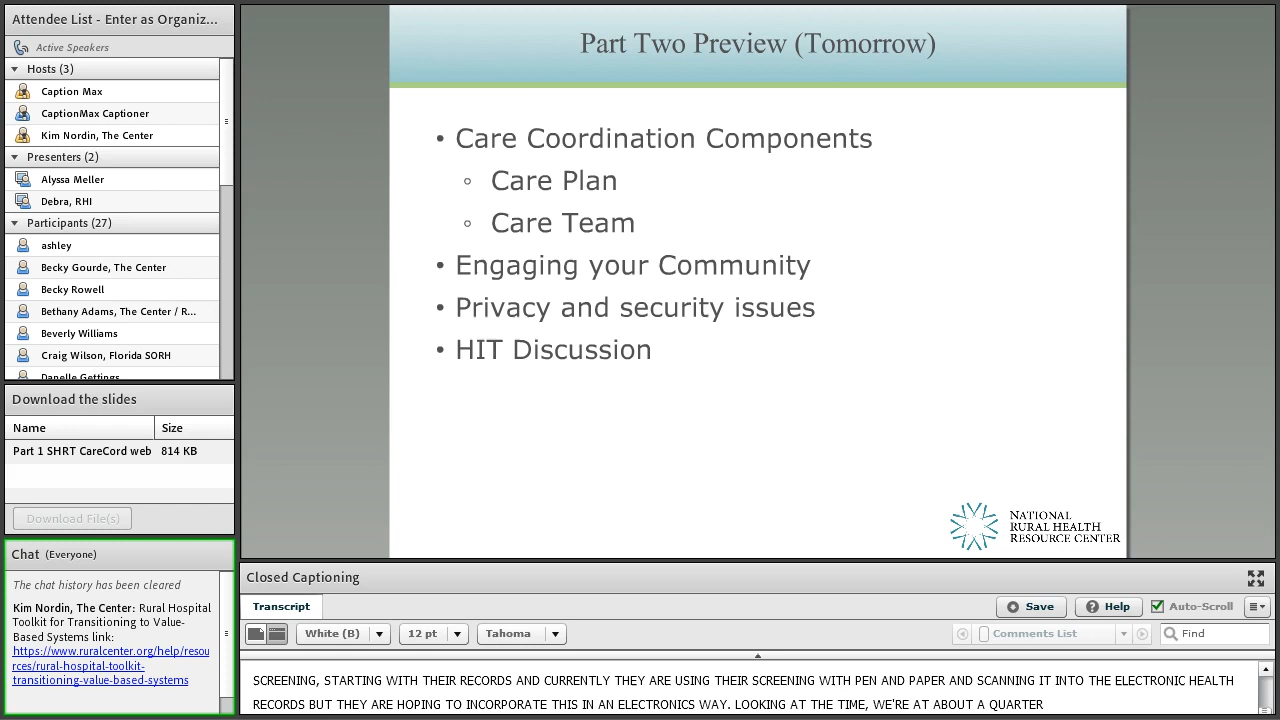 Attendee List - Enter as Organiz...
Active Speakers
Hosts (3)
Caption Max
CaptionMax Captioner
Kim Nordin, The Center
Presenters (2)
Alyssa Meller
Debra, RHI
Participants (27)
ashley
Becky Gourde, The Center
Becky Rowell
Bethany Adams, The Center / R...
Beverly Williams
Craig Wilson, Florida SORH
Danelle Gettings
Download the slides
Name Size
Part 1 SHRT CareCord web 814 KB
Download File(s)
Chat (Everyone)
The chat history has been cleared
Kim Nordin, The Center: Rural Hospital
Toolkit for Transitioning to Value-
Based Systems link:
https://www.ruralcenter.org/help/resou
rces/rural-hospital-toolkit-
transitioning-value-based-systems
Part Two Preview (Tomorrow)
• Care Coordination Components
◦ Care Plan
◦ Care Team
• Engaging your Community
• Privacy and security issues
• HIT Discussion
NATIONAL
RURAL HEALTH
RESOURCE CENTER
Closed Captioning
Transcript Save Help Auto-Scroll
White (B) 12 pt Tahoma Comments List Find
SCREENING, STARTING WITH THEIR RECORDS AND CURRENTLY THEY ARE USING THEIR SCREENING WITH PEN AND PAPER AND SCANNING IT INTO THE ELECTRONIC HEALTH
RECORDS BUT THEY ARE HOPING TO INCORPORATE THIS IN AN ELECTRONICS WAY. LOOKING AT THE TIME, WE'RE AT ABOUT A QUARTER